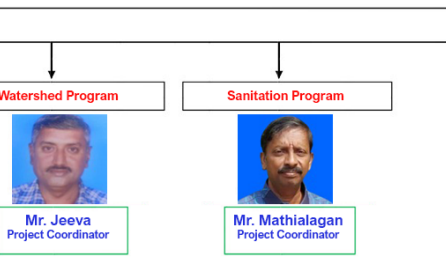 Watershed Program
Sanitation Program
Mr. Jeeva
Project Coordinator
Mr. Mathialagan
Project Coordinator